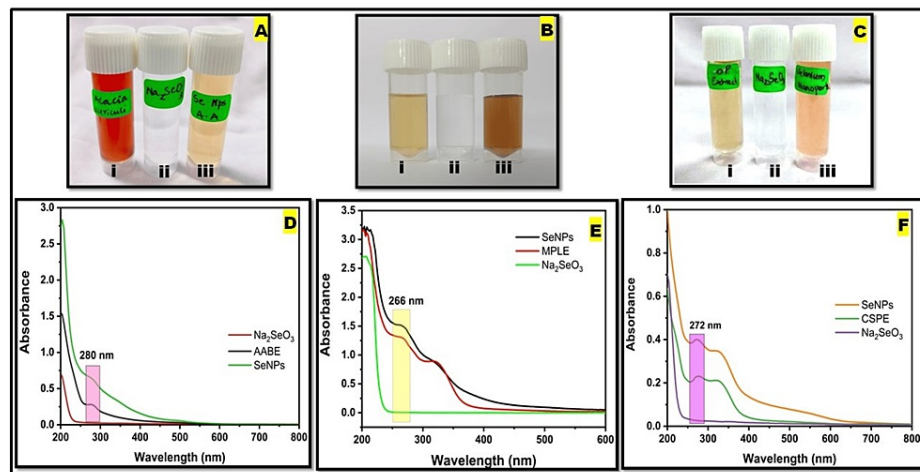 A
Acacia
Auricula
i
Na2SeO3
ii
Se Nps
A.A
iii
B
i
ii
iii
C
O.P
Extract
i
Na2SeO3
ii
Selenium
iii
D
Absorbance
3.0
2.5
2.0
1.5
1.0
0.5
0.0
280 nm
Na₂SeO₃
AABE
SeNPs
200 300 400 500 600 700 800
Wavelength (nm)
E
Absorbance
3.5
3.0
2.5
2.0
1.5
1.0
0.5
0.0
266 nm
SeNPs
MPLE
Na₂SeO₃
200 300 400 500 600
Wavelength (nm)
F
Absorbance
1.0
0.8
0.6
0.4
0.2
0.0
272 nm
SeNPs
CSPE
Na₂SeO₃
200 300 400 500 600 700 800
Wavelength (nm)